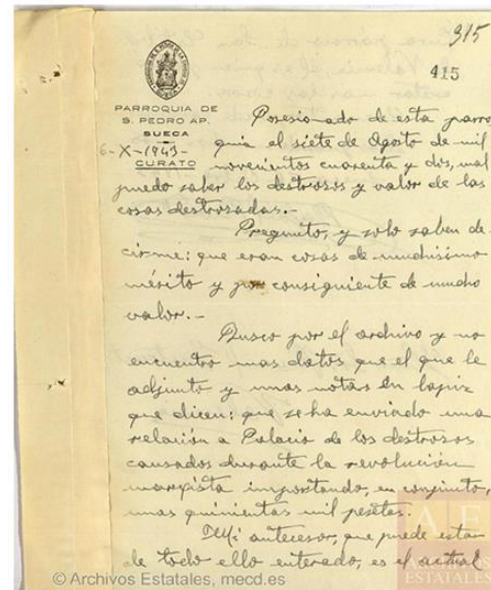 315
415
PARROQUIA DE
S. PEDRO AP.
SUECA
6-X-1943-
CURATO
Posesionado de esta parro
quia el siete de Agosto de mil
novecientos cuarenta y dós, mal
puedo saber los destrosos y valor de las
cosas destrosadas.-
Pregunto, y solo saben de-
cirme: que eran cosas de muchisimo
mérito y por consiguiente de mucho
valor.-
Busco por el archivo y no
encuentro mas datos que el que le
adjunto y unas notas en lapiz
que dicen: que se ha enviado una
relación a Palacio de los destrosos
causados durante la revolución
marxista importando, en conjunto,
unas quinientas mil pesetas.
Mi antecesor, que puede estar
de todo ello enterado, es el actual
© Archivos Estatales, mecd.es